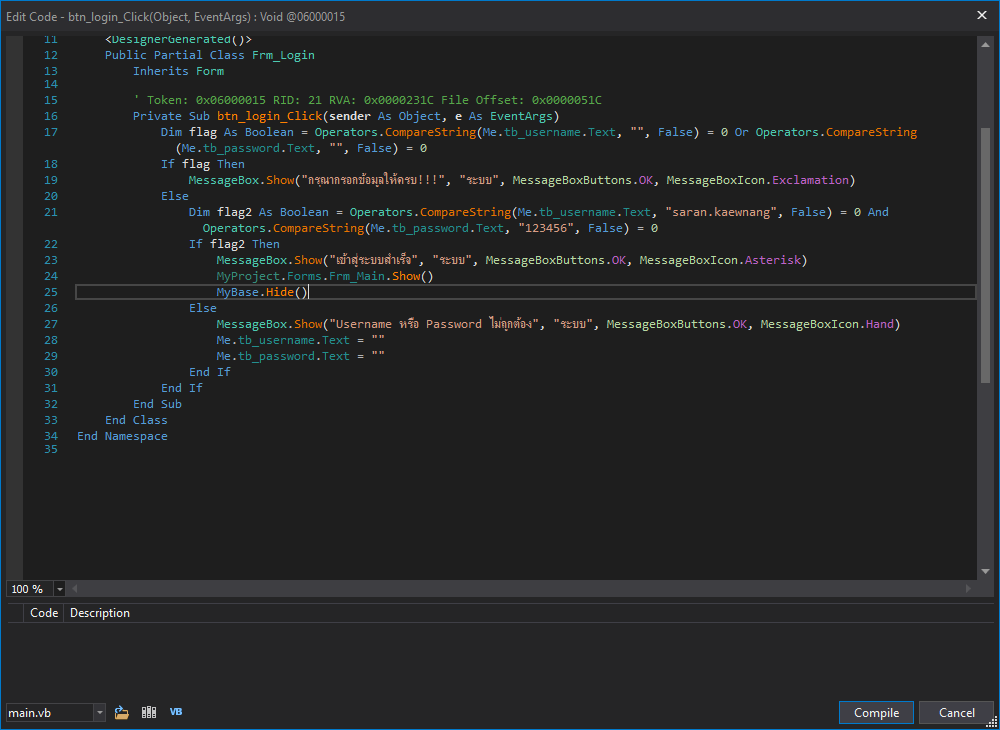 Edit Code - btn_login_Click(Object, EventArgs) : Void @06000015
11 <DesignerGenerated()>
12 Public Partial Class Frm_Login
13 Inherits Form
14
15 ' Token: 0x06000015 RID: 21 RVA: 0x0000231C File Offset: 0x0000051C
16 Private Sub btn_login_Click(sender As Object, e As EventArgs)
17 Dim flag As Boolean = Operators.CompareString(Me.tb_username.Text, "", False) = 0 Or Operators.CompareString
(Me.tb_password.Text, "", False) = 0
18 If flag Then
19 MessageBox.Show("กรุณากรอกข้อมูลให้ครบ!!!", "ระบบ", MessageBoxButtons.OK, MessageBoxIcon.Exclamation)
20 Else
21 Dim flag2 As Boolean = Operators.CompareString(Me.tb_username.Text, "saran.kaewnang", False) = 0 And
Operators.CompareString(Me.tb_password.Text, "123456", False) = 0
22 If flag2 Then
23 MessageBox.Show("เข้าสู่ระบบสำเร็จ", "ระบบ", MessageBoxButtons.OK, MessageBoxIcon.Asterisk)
24 MyProject.Forms.Frm_Main.Show()
25 MyBase.Hide()
26 Else
27 MessageBox.Show("Username หรือ Password ไม่ถูกต้อง", "ระบบ", MessageBoxButtons.OK, MessageBoxIcon.Hand)
28 Me.tb_username.Text = ""
29 Me.tb_password.Text = ""
30 End If
31 End If
32 End Sub
33 End Class
34 End Namespace
35
100 %
Code Description
main.vb VB Compile Cancel